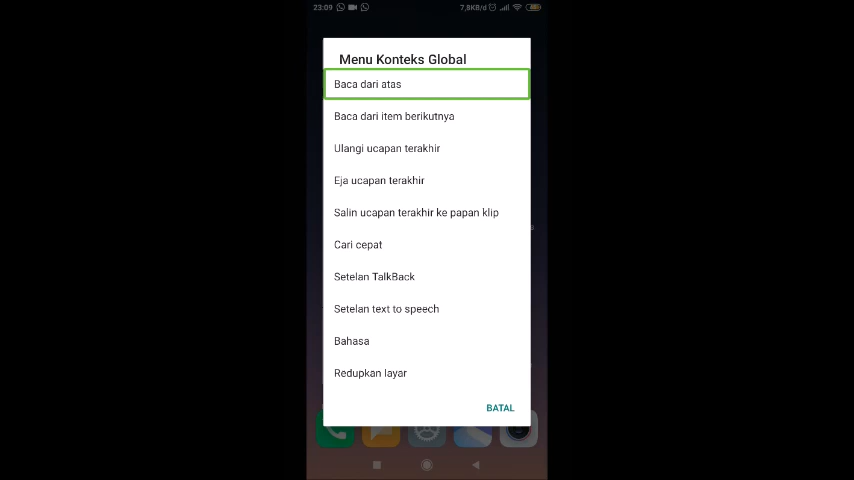 23:09
7,8KB/d
Menu Konteks Global
Baca dari atas
Baca dari item berikutnya
Ulangi ucapan terakhir
Eja ucapan terakhir
Salin ucapan terakhir ke papan klip
Cari cepat
Setelan TalkBack
Setelan text to speech
Bahasa
Redupkan layar
BATAL